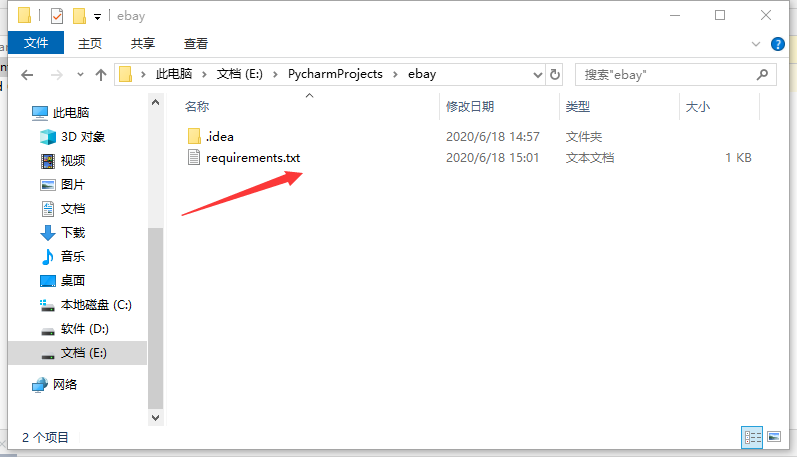 ebay
文件 主页 共享 查看
此电脑 文档 (E:) PycharmProjects ebay 搜索"ebay"
名称 修改日期 类型 大小
.idea 2020/6/18 14:57 文件夹
requirements.txt 2020/6/18 15:01 文本文档 1 KB
此电脑
3D 对象
视频
图片
文档
下载
音乐
桌面
本地磁盘 (C:)
软件 (D:)
文档 (E:)
网络
2 个项目